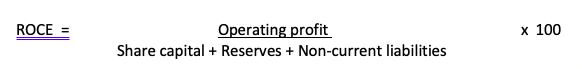 ROCE = Operating profit x 100
Share capital + Reserves + Non-current liabilities